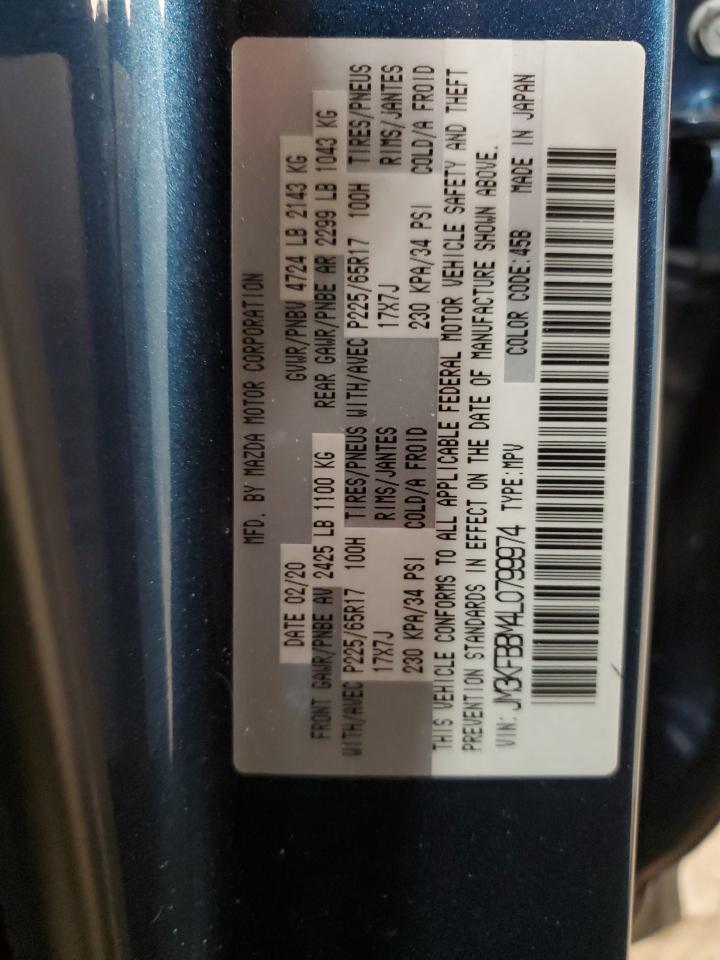 MFD. BY MAZDA MOTOR CORPORATION
DATE 02/20 GVWR/PNBV 4724 LB 2143 KG
FRONT GAWR/PNBE AV 2425 LB 1100 KG REAR GAWR/PNBE AR 2299 LB 1043 KG
WITH/AVEC P225/65R17 100H TIRES/PNEUS WITH/AVEC P225/65R17 100H TIRES/PNEUS
17X7J RIMS/JANTES 17X7J RIMS/JANTES
230 KPA/34 PSI COLD/A FROID 230 KPA/34 PSI COLD/A FROID
THIS VEHICLE CONFORMS TO ALL APPLICABLE FEDERAL MOTOR VEHICLE SAFETY AND THEFT
PREVENTION STANDARDS IN EFFECT ON THE DATE OF MANUFACTURE SHOWN ABOVE.
VIN: JM3KFBBM4L0799974 TYPE:MPV COLOR CODE:45B MADE IN JAPAN